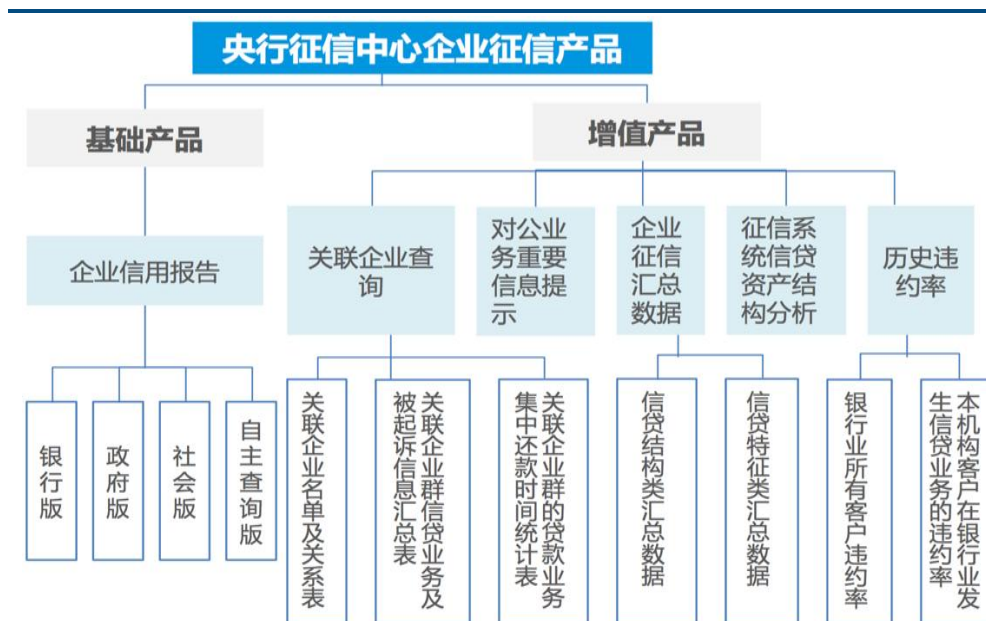 央行征信中心企业征信产品
基础产品
增值产品
企业信用报告
关联企业查
询
对公业
务重要
信息提
示
企业
征信
汇总
数据
征信系
统信贷
资产结
构分析
历史违
约率
银行版
政府版
社会版
自主查询版
关联企业名单及关系表
关联企业群信贷业务及
被起诉信息汇总表
关联企业群的贷款业务
集中还款时间统计表
信贷结构类汇总数据
信贷特征类汇总数据
银行业所有客户违约率
本机构客户在银行业发
生信贷业务的违约率